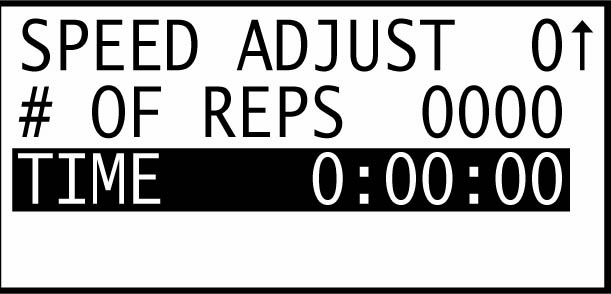 SPEED ADJUST 0↑
# OF REPS 0000
TIME 0:00:00